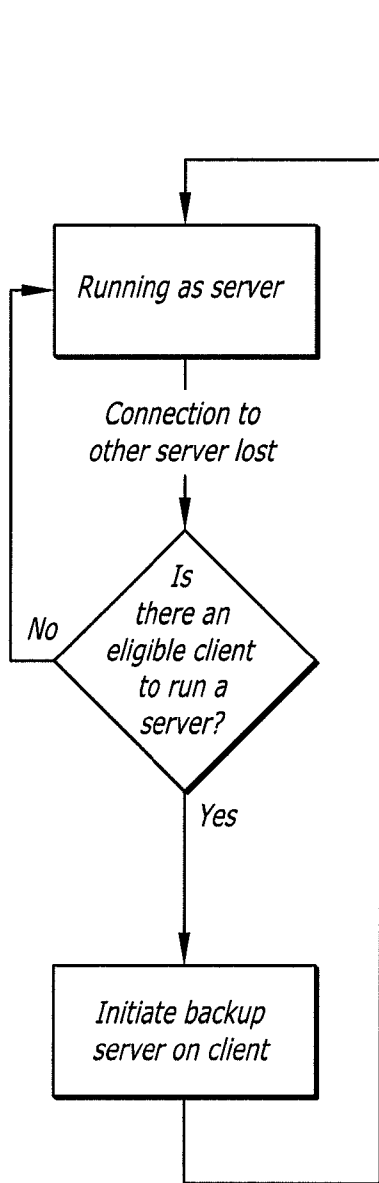 Running as server
Connection to
other server lost
Is
there an
eligible client
to run a
server?
No
Yes
Initiate backup
server on client